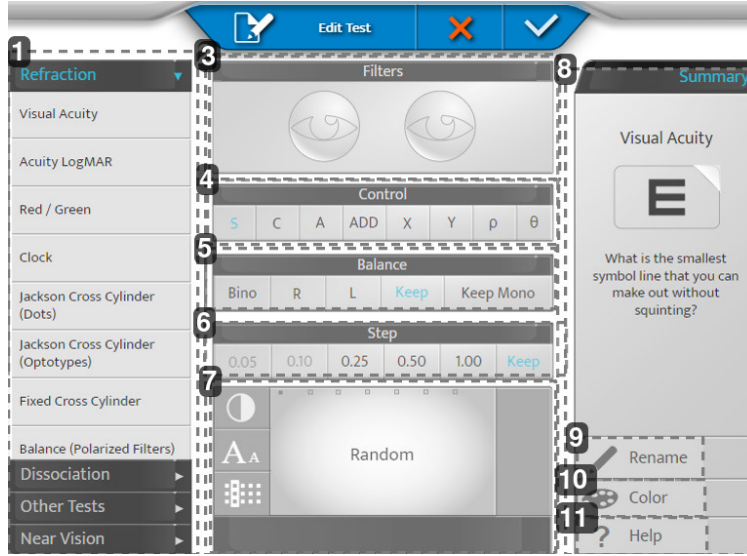 Edit Test
1
Refraction
Visual Acuity
Acuity LogMAR
Red / Green
Clock
Jackson Cross Cylinder
(Dots)
Jackson Cross Cylinder
(Optotypes)
Fixed Cross Cylinder
Balance (Polarized Filters)
Dissociation
Other Tests
Near Vision
3
Filters
4
Control
S C A ADD X Y ρ θ
5
Balance
Bino R L Keep Keep Mono
6
Step
0.05 0.10 0.25 0.50 1.00 Keep
7
AA
Random
8
Summary
Visual Acuity
E
What is the smallest
symbol line that you can
make out without
squinting?
9
Rename
10
Color
11
? Help